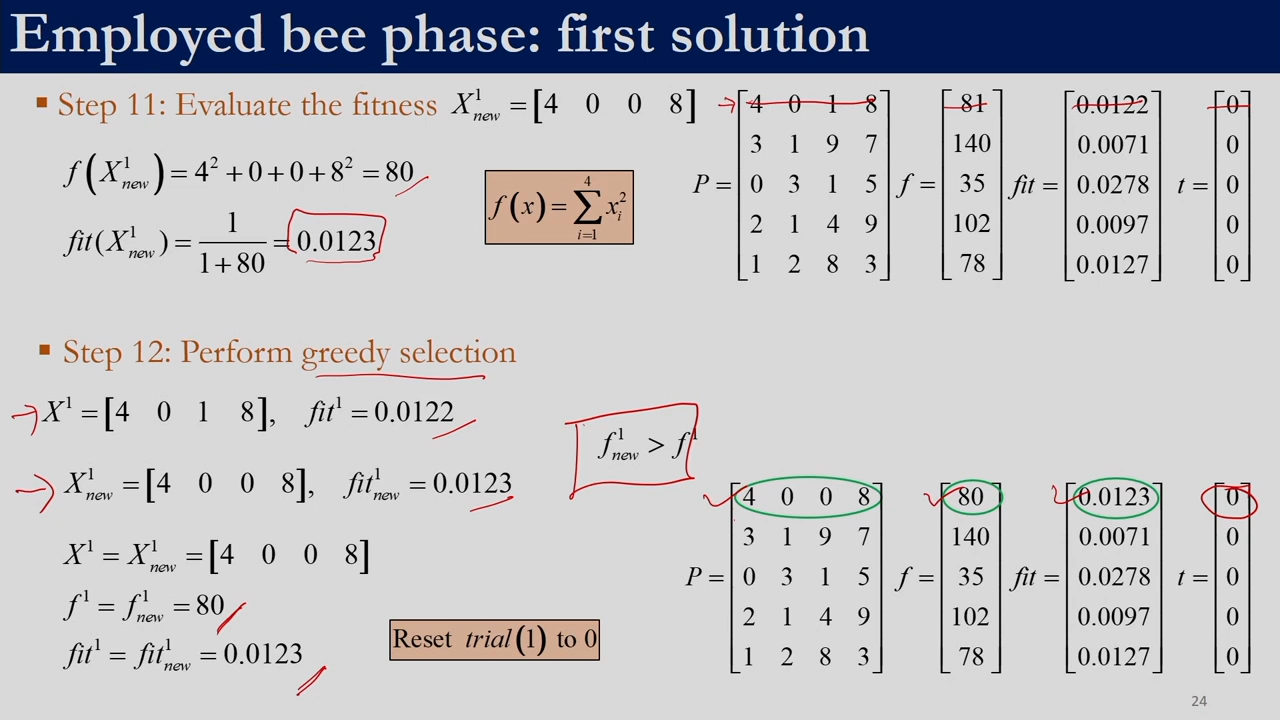 Employed bee phase: first solution
▪ Step 11: Evaluate the fitness X¹new = [4 0 0 8]
f(X¹new) = 4² + 0 + 0 + 8² = 80
fit(X¹new) = 1/(1+80) = 0.0123
f(x) = ∑ᵢ₌₁⁴ xᵢ²
P = [4 0 1 8
3 1 9 7
0 3 1 5
2 1 4 9
1 2 8 3]
f = [81
140
35
102
78]
fit = [0.0122
0.0071
0.0278
0.0097
0.0127]
t = [0
0
0
0
0]
▪ Step 12: Perform greedy selection
X¹ = [4 0 1 8], fit¹ = 0.0122
X¹new = [4 0 0 8], fit¹new = 0.0123
f¹new > f¹
X¹ = X¹new = [4 0 0 8]
f¹ = f¹new = 80
fit¹ = fit¹new = 0.0123
Reset trial(1) to 0
P = [4 0 0 8
3 1 9 7
0 3 1 5
2 1 4 9
1 2 8 3]
f = [80
140
35
102
78]
fit = [0.0123
0.0071
0.0278
0.0097
0.0127]
t = [0
0
0
0
0]
24